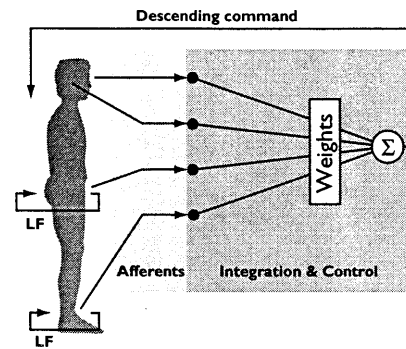 Descending command
Weights
Σ
LF
Afferents Integration & Control
LF